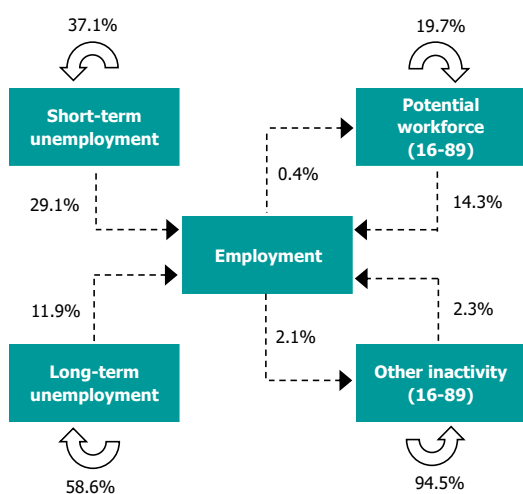 37.1%
19.7%
Short-term
unemployment
Potential
workforce
(16-89)
0.4%
29.1%
14.3%
Employment
11.9%
2.3%
2.1%
Long-term
unemployment
Other inactivity
(16-89)
58.6%
94.5%